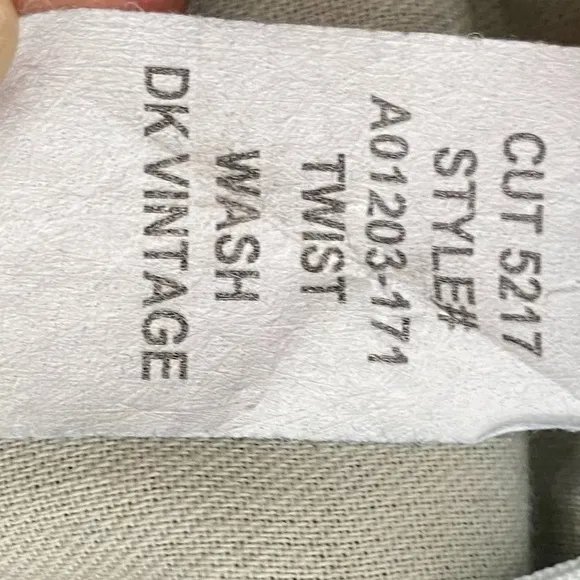 CUT 5217
STYLE#
A01203-171
TWIST
WASH
DK VINTAGE